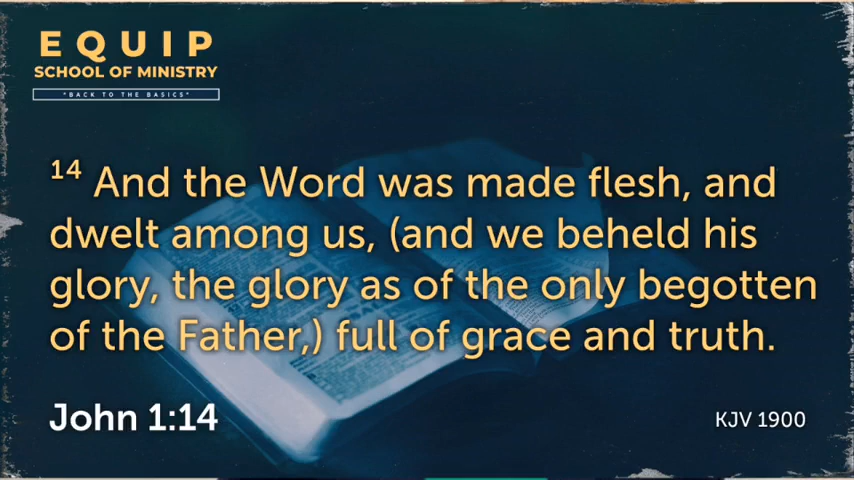 EQUIP
SCHOOL OF MINISTRY
"BACK TO THE BASICS"
14 And the Word was made flesh, and
dwelt among us, (and we beheld his
glory, the glory as of the only begotten
of the Father,) full of grace and truth.
John 1:14
KJV 1900